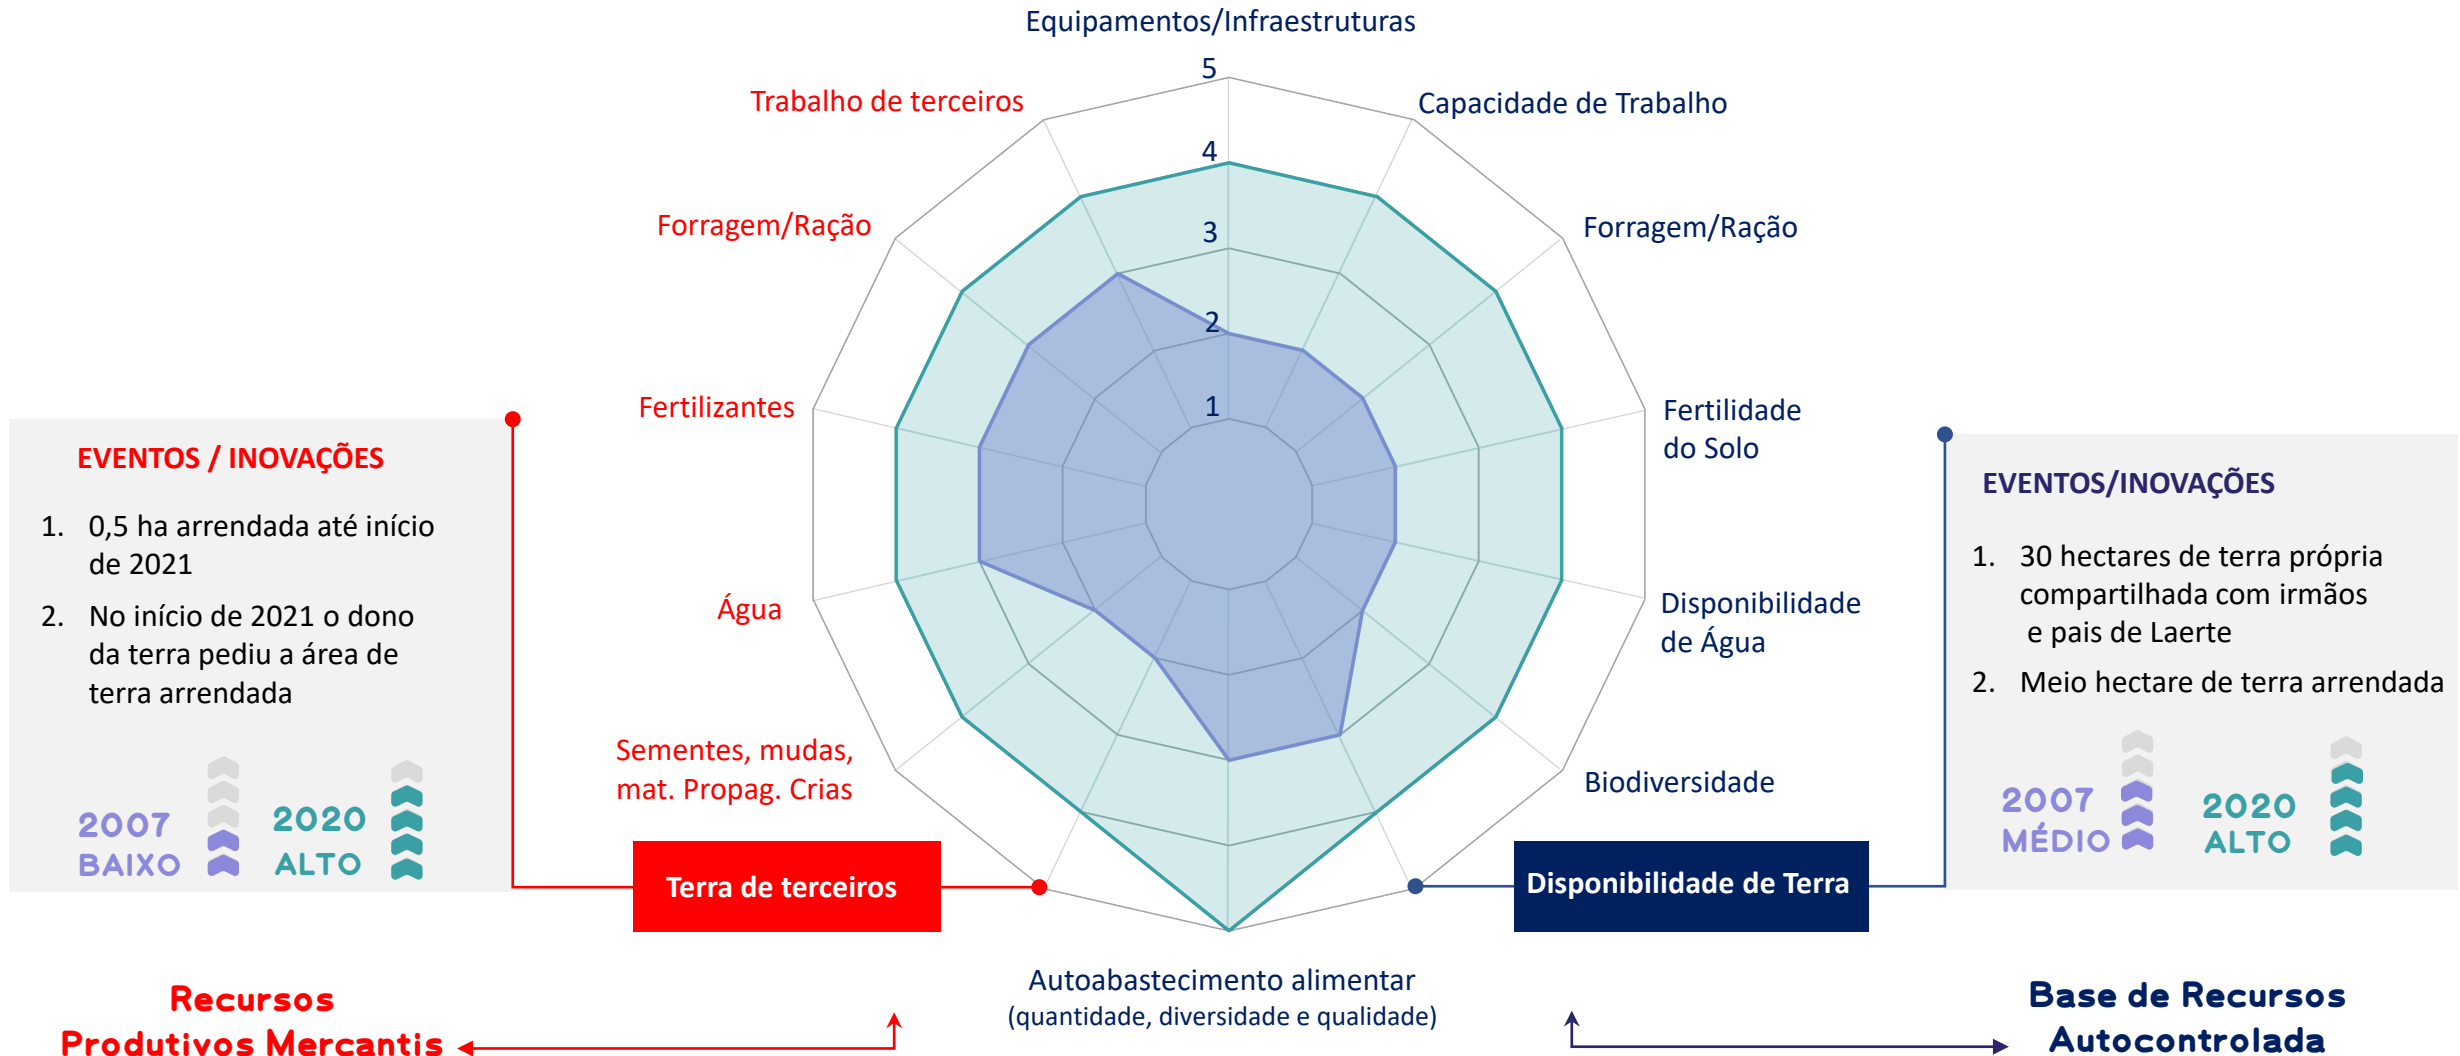 Equipamentos/Infraestruturas
5
4
3
2
1
Trabalho de terceiros
Capacidade de Trabalho
Forragem/Ração
Forragem/Ração
Fertilizantes
Fertilidade
do Solo
Água
Disponibilidade
de Água
Sementes, mudas,
mat. Propag. Crias
Biodiversidade
Terra de terceiros
Disponibilidade de Terra
Autoabastecimento alimentar
(quantidade, diversidade e qualidade)
EVENTOS / INOVAÇÕES
1. 0,5 ha arrendada até início
de 2021
2. No início de 2021 o dono
da terra pediu a área de
terra arrendada
2007
BAIXO
2020
ALTO
EVENTOS/INOVAÇÕES
1. 30 hectares de terra própria
compartilhada com irmãos
e pais de Laerte
2. Meio hectare de terra arrendada
2007
MÉDIO
2020
ALTO
Recursos
Produtivos Mercantis
Base de Recursos
Autocontrolada